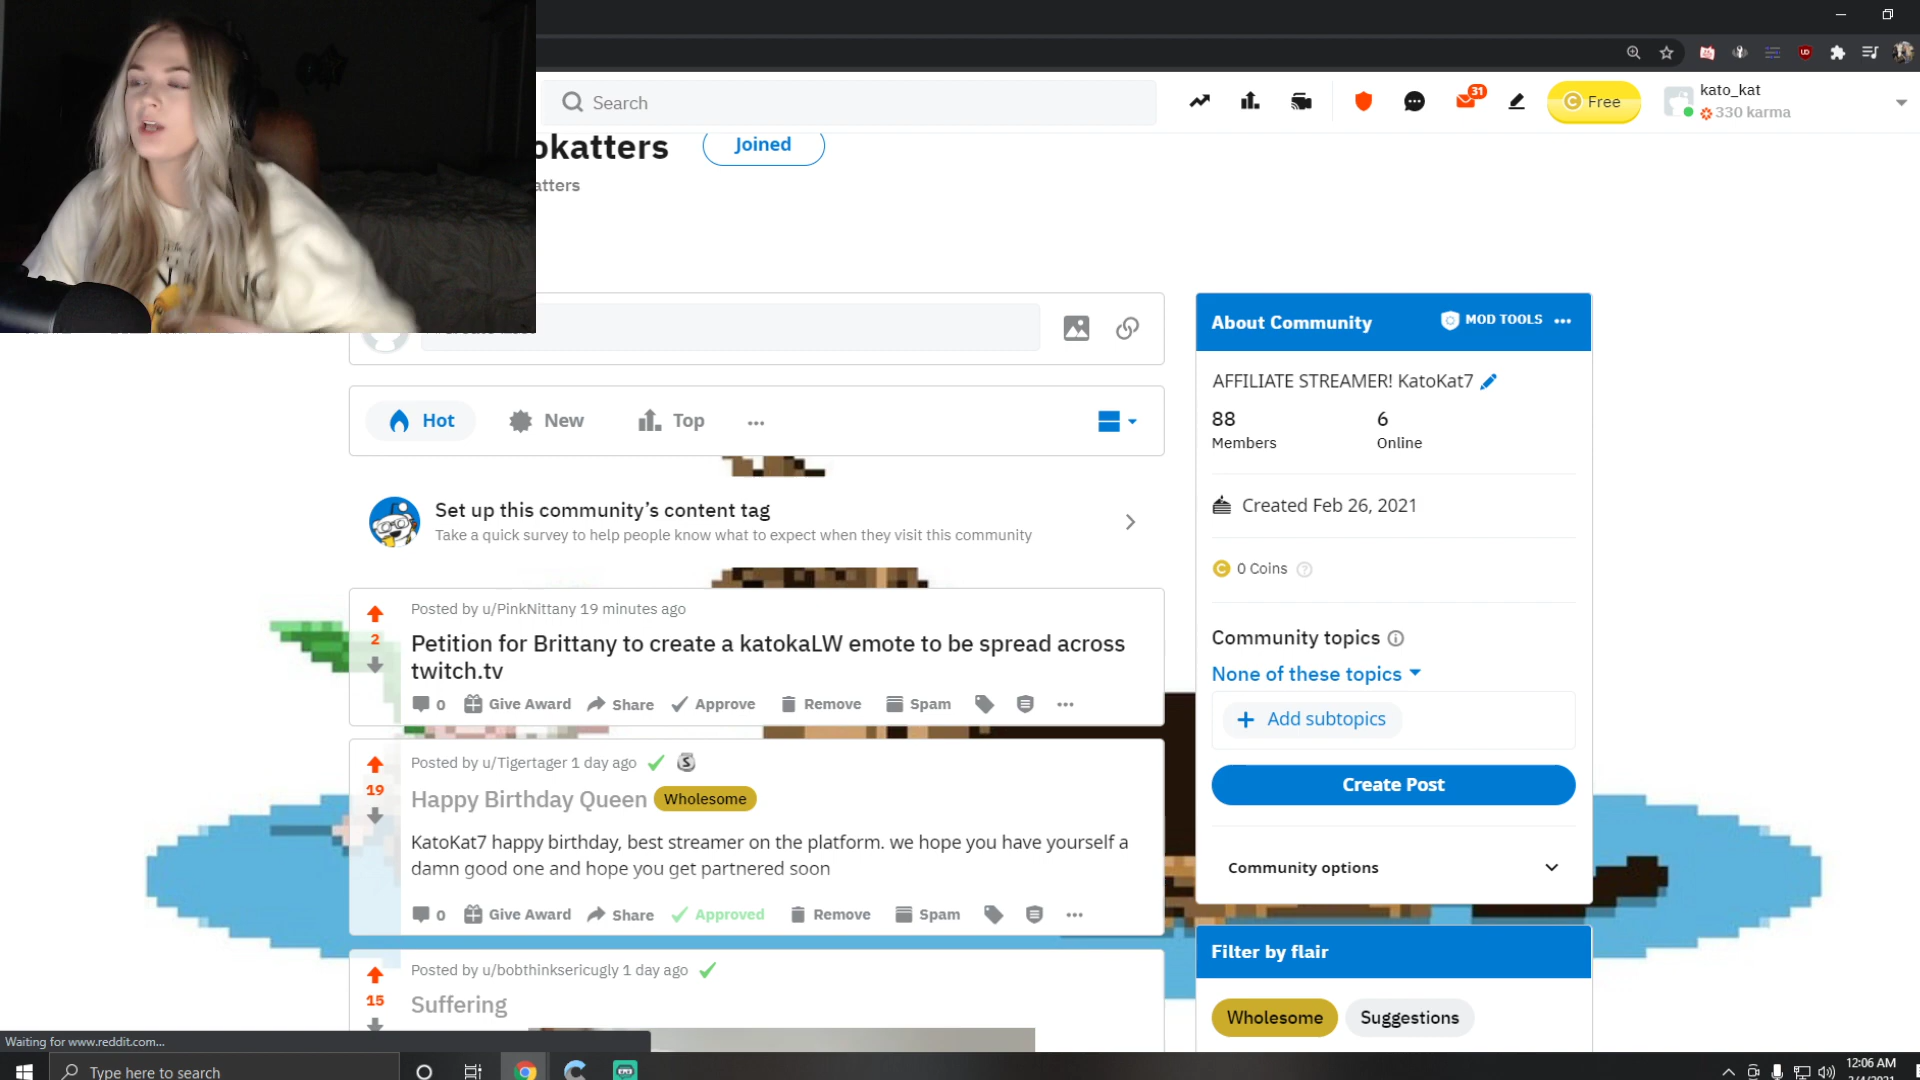 Search
31
Free
kato_kat
330 karma
okatters
Joined
atters
About Community
MOD TOOLS
AFFILIATE STREAMER! KatoKat7
88
6
Members
Online
Hot
New
Top
Set up this community's content tag
Take a quick survey to help people know what to expect when they visit this community
Created Feb 26, 2021
0 Coins
Community topics
None of these topics
Add subtopics
Create Post
Community options
Filter by flair
Wholesome
Suggestions
Posted by u/PinkNittany 19 minutes ago
2
Petition for Brittany to create a katokaLW emote to be spread across
twitch.tv
0 Give Award Share Approve Remove Spam
Posted by u/Tigertager 1 day ago
19
Happy Birthday Queen Wholesome
KatoKat7 happy birthday, best streamer on the platform. we hope you have yourself a
damn good one and hope you get partnered soon
0 Give Award Share Approved Remove Spam
Posted by u/bobthinksericugly 1 day ago
15
Suffering
Waiting for www.reddit.com...
Type here to search
12:06 AM